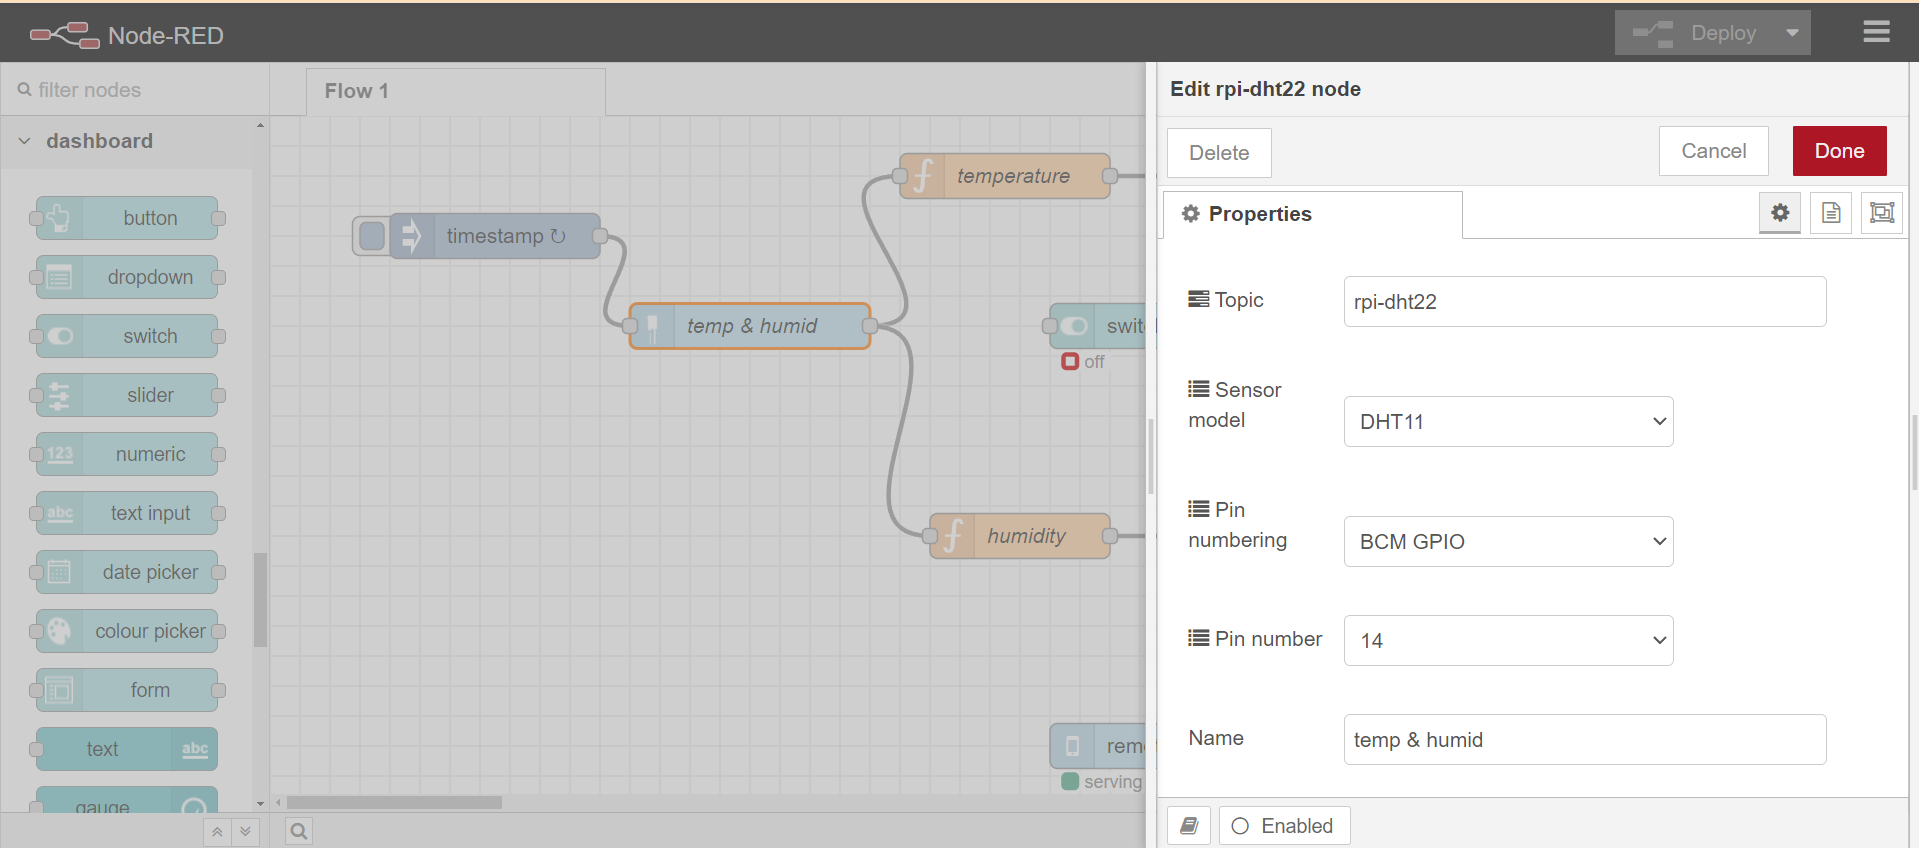 Node-RED
Deploy
filter nodes
Flow 1
dashboard
button
dropdown
switch
slider
123 numeric
abc text input
date picker
colour picker
form
text abc
gauge
timestamp ↻
temp & humid
temperature
humidity
off
serving
Edit rpi-dht22 node
Delete
Cancel
Done
Properties
Topic
rpi-dht22
Sensor
model
DHT11
Pin
numbering
BCM GPIO
Pin number
14
Name
temp & humid
Enabled